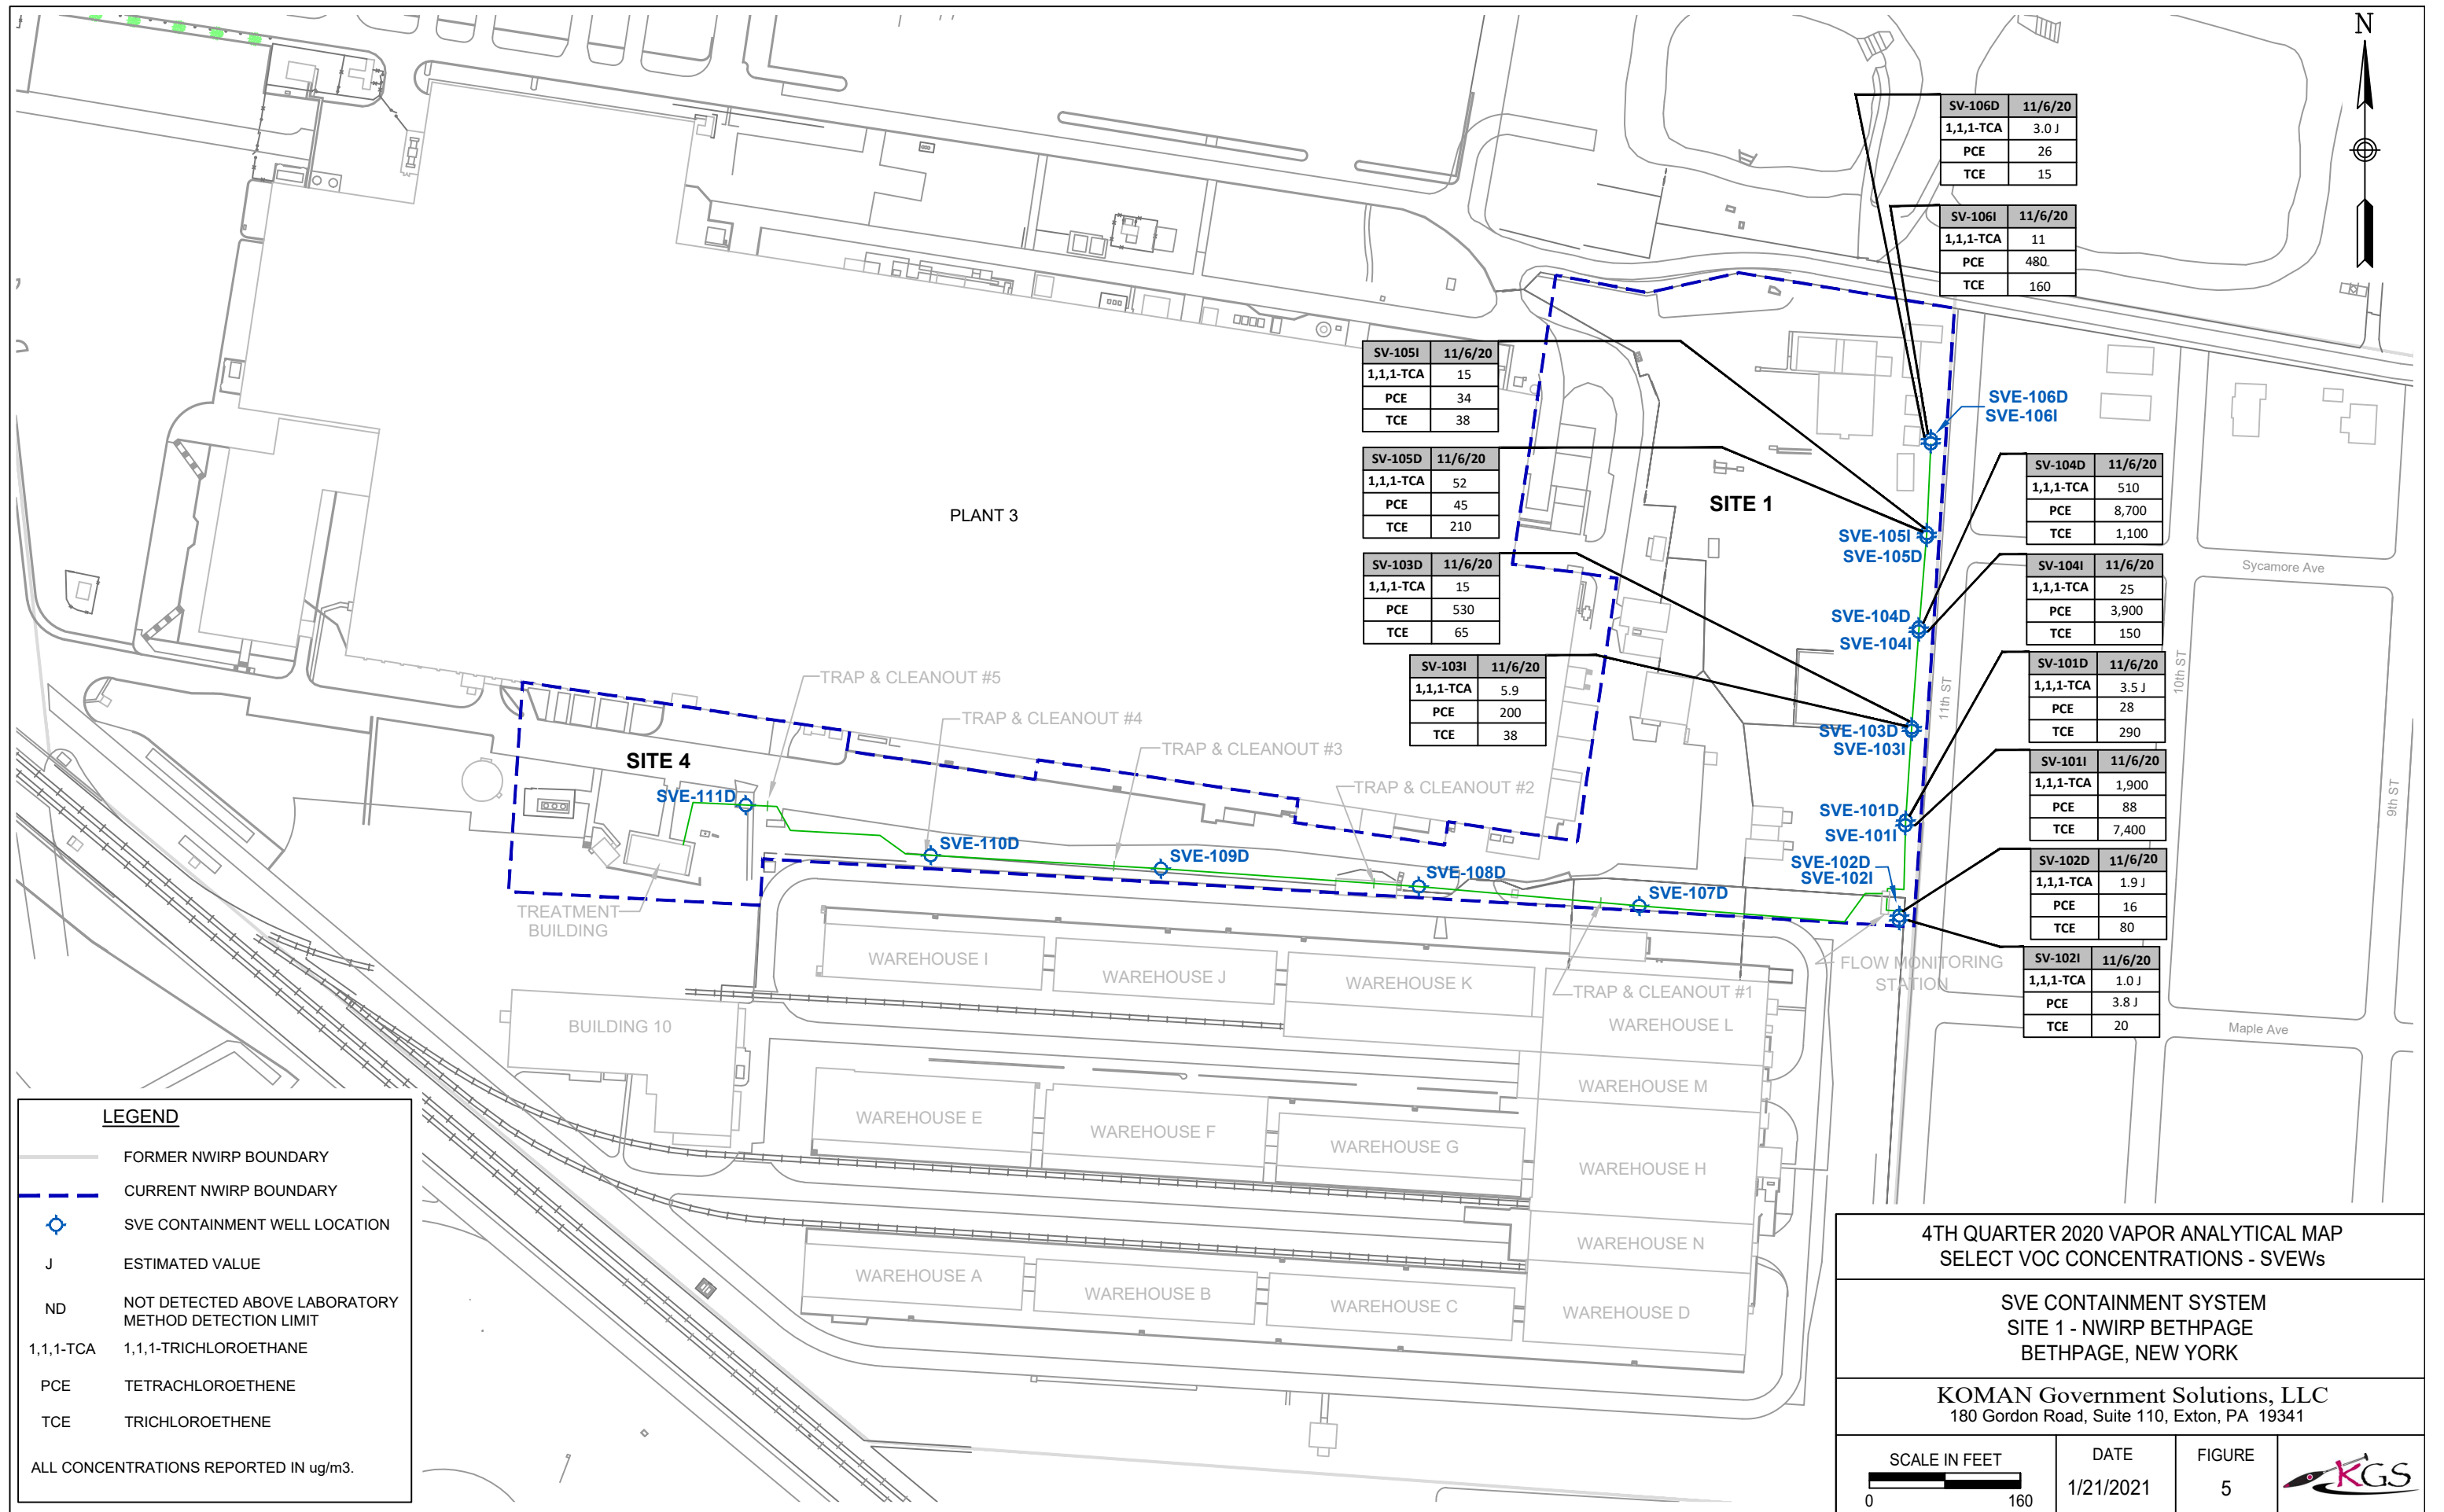 N
SV-106D 11/6/20
1,1,1-TCA 3.0 J
PCE 26
TCE 15
SV-106I 11/6/20
1,1,1-TCA 11
PCE 480
TCE 160
SV-105I 11/6/20
1,1,1-TCA 15
PCE 34
TCE 38
SV-105D 11/6/20
1,1,1-TCA 52
PCE 45
TCE 210
SV-103D 11/6/20
1,1,1-TCA 15
PCE 530
TCE 65
SV-103I 11/6/20
1,1,1-TCA 5.9
PCE 200
TCE 38
SV-104D 11/6/20
1,1,1-TCA 510
PCE 8,700
TCE 1,100
SV-104I 11/6/20
1,1,1-TCA 25
PCE 3,900
TCE 150
SV-101D 11/6/20
1,1,1-TCA 3.5 J
PCE 28
TCE 290
SV-101I 11/6/20
1,1,1-TCA 1,900
PCE 88
TCE 7,400
SV-102D 11/6/20
1,1,1-TCA 1.9 J
PCE 16
TCE 80
SV-102I 11/6/20
1,1,1-TCA 1.0 J
PCE 3.8 J
TCE 20
SVE-106D
SVE-106I
SITE 1
SVE-105I
SVE-105D
SVE-104D
SVE-104I
SVE-103D
SVE-103I
SVE-101D
SVE-101I
SVE-102D
SVE-102I
PLANT 3
Sycamore Ave
11th ST
10th ST
9th ST
Maple Ave
TRAP & CLEANOUT #5
TRAP & CLEANOUT #4
TRAP & CLEANOUT #3
TRAP & CLEANOUT #2
SITE 4
SVE-111D
SVE-110D
SVE-109D
SVE-108D
SVE-107D
TREATMENT
BUILDING
FLOW MONITORING
STATION
TRAP & CLEANOUT #1
WAREHOUSE I
WAREHOUSE J
WAREHOUSE K
WAREHOUSE L
BUILDING 10
WAREHOUSE M
WAREHOUSE E
WAREHOUSE F
WAREHOUSE G
WAREHOUSE H
WAREHOUSE N
WAREHOUSE A
WAREHOUSE B
WAREHOUSE C
WAREHOUSE D
LEGEND
FORMER NWIRP BOUNDARY
CURRENT NWIRP BOUNDARY
SVE CONTAINMENT WELL LOCATION
J ESTIMATED VALUE
ND NOT DETECTED ABOVE LABORATORY
METHOD DETECTION LIMIT
1,1,1-TCA 1,1,1-TRICHLOROETHANE
PCE TETRACHLOROETHENE
TCE TRICHLOROETHENE
ALL CONCENTRATIONS REPORTED IN ug/m3.
4TH QUARTER 2020 VAPOR ANALYTICAL MAP
SELECT VOC CONCENTRATIONS - SVEWs
SVE CONTAINMENT SYSTEM
SITE 1 - NWIRP BETHPAGE
BETHPAGE, NEW YORK
KOMAN Government Solutions, LLC
180 Gordon Road, Suite 110, Exton, PA 19341
SCALE IN FEET
0 160
DATE
1/21/2021
FIGURE
5
KGS